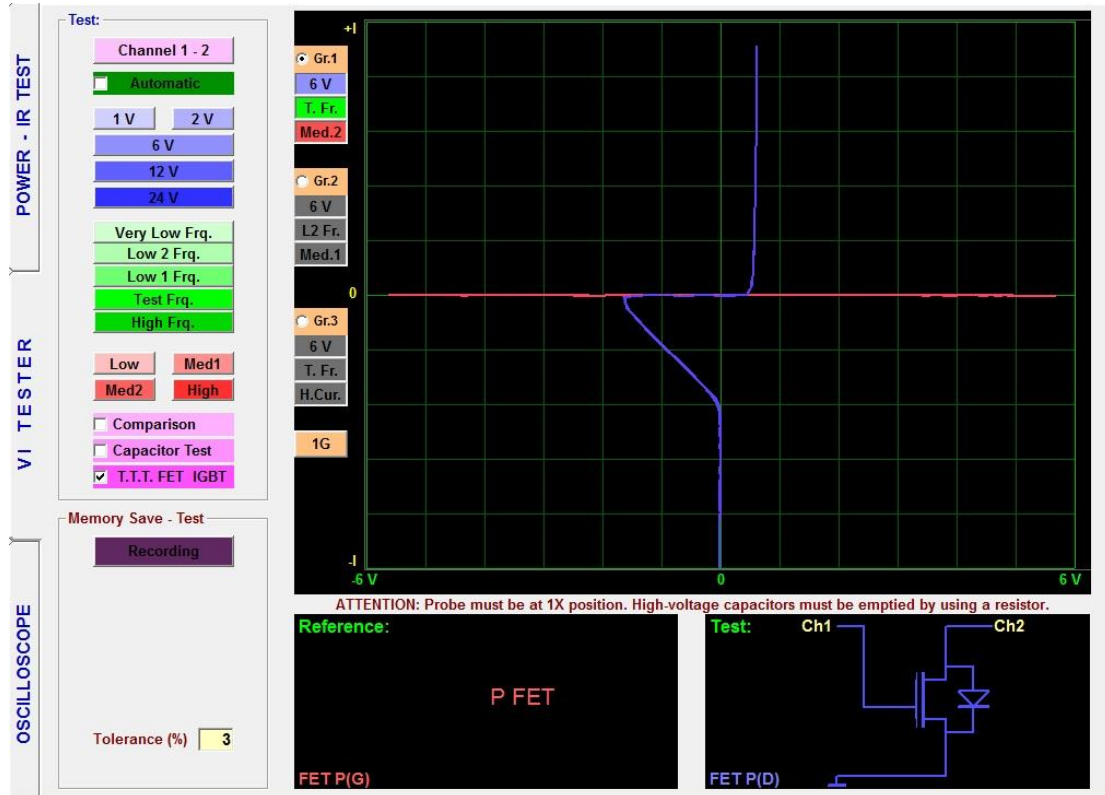 POWER - IR TEST
VI TESTER
OSCILLOSCOPE
Test:
Channel 1 - 2
Automatic
1 V
2 V
6 V
12 V
24 V
Very Low Frq.
Low 2 Frq.
Low 1 Frq.
Test Frq.
High Frq.
Low
Med1
Med2
High
Comparison
Capacitor Test
T.T.T. FET IGBT
Memory Save - Test
Recording
Tolerance (%) 3
Gr.1
6 V
T. Fr.
Med.2
Gr.2
6 V
L2 Fr.
Med.1
Gr.3
6 V
T. Fr.
H.Cur.
1G
+I
0
-I
-6 V
0
6 V
ATTENTION: Probe must be at 1X position. High-voltage capacitors must be emptied by using a resistor.
Reference:
P FET
FET P(G)
Test:
Ch1
Ch2
FET P(D)